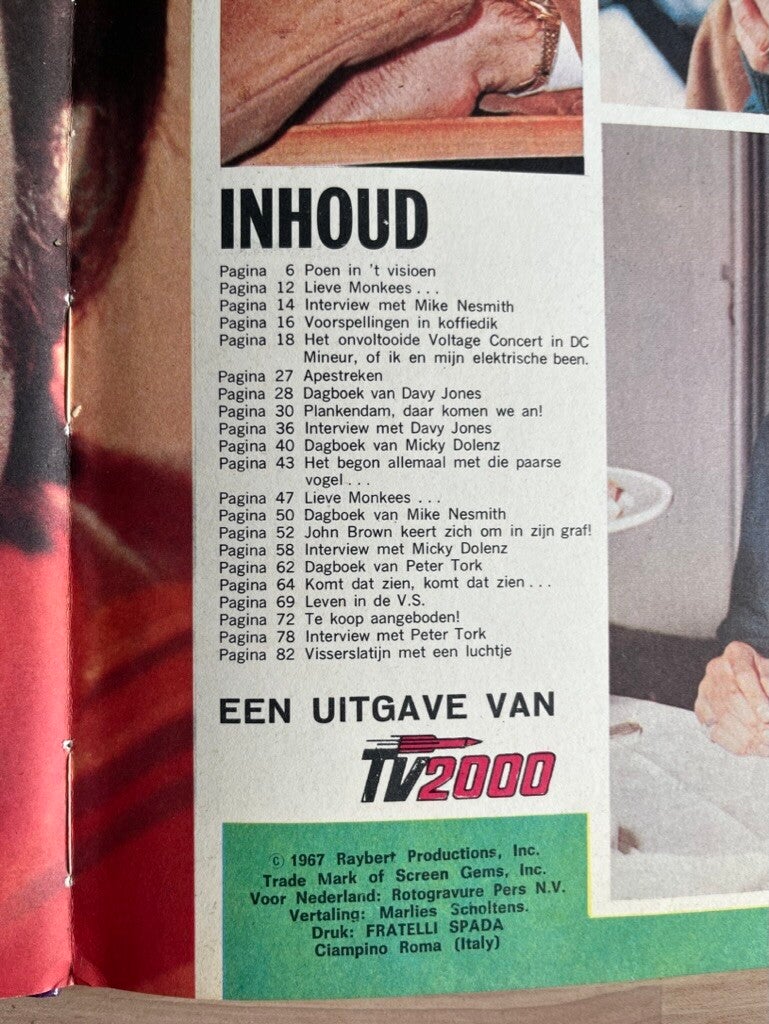 INHOUD
Pagina 6 Poen in 't visioen
Pagina 12 Lieve Monkees . . .
Pagina 14 Interview met Mike Nesmith
Pagina 16 Voorspellingen in koffiedik
Pagina 18 Het onvoltooide Voltage Concert in DC
Mineur, of ik en mijn elektrische been.
Pagina 27 Apestreken
Pagina 28 Dagboek van Davy Jones
Pagina 30 Plankendam, daar komen we an!
Pagina 36 Interview met Davy Jones
Pagina 40 Dagboek van Micky Dolenz
Pagina 43 Het begon allemaal met die paarse
vogel . . .
Pagina 47 Lieve Monkees . . .
Pagina 50 Dagboek van Mike Nesmith
Pagina 52 John Brown keert zich om in zijn graf!
Pagina 58 Interview met Micky Dolenz
Pagina 62 Dagboek van Peter Tork
Pagina 64 Komt dat zien, komt dat zien . . .
Pagina 69 Leven in de V.S.
Pagina 72 Te koop aangeboden!
Pagina 78 Interview met Peter Tork
Pagina 82 Visserslatijn met een luchtje
EEN UITGAVE VAN
TV2000
© 1967 Raybert Productions, Inc.
Trade Mark of Screen Gems, Inc.
Voor Nederland: Rotogravure Pers N.V.
Vertaling: Marlies Scholtens.
Druk: FRATELLI SPADA
Ciampino Roma (Italy)